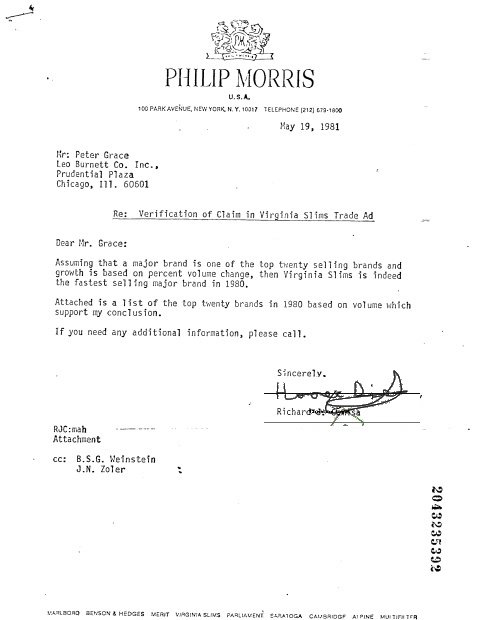 PHILIP MORRIS
U.S.A.
100 PARK AVENUE, NEW YORK, N.Y. 10017 TELEPHONE (212) 679-1800
May 19, 1981
Mr. Peter Grace
Leo Burnett Co. Inc.,
Prudential Plaza
Chicago, Ill. 60601
Re: Verification of Claim in Virginia Slims Trade Ad
Dear Mr. Grace:
Assuming that a major brand is one of the top twenty selling brands and
growth is based on percent volume change, then Virginia Slims is indeed
the fastest selling major brand in 1980.
Attached is a list of the top twenty brands in 1980 based on volume which
support my conclusion.
If you need any additional information, please call.
Sincerely.
Richard J.
RJC:mah
Attachment
cc: B.S.G. Weinstein
J.N. Zoler
2043235392
MARLBORO BENSON & HEDGES MERIT VIRGINIA SLIMS PARLIAMENT SARATOGA CAMBRIDGE ALPINE MULTIFILTER